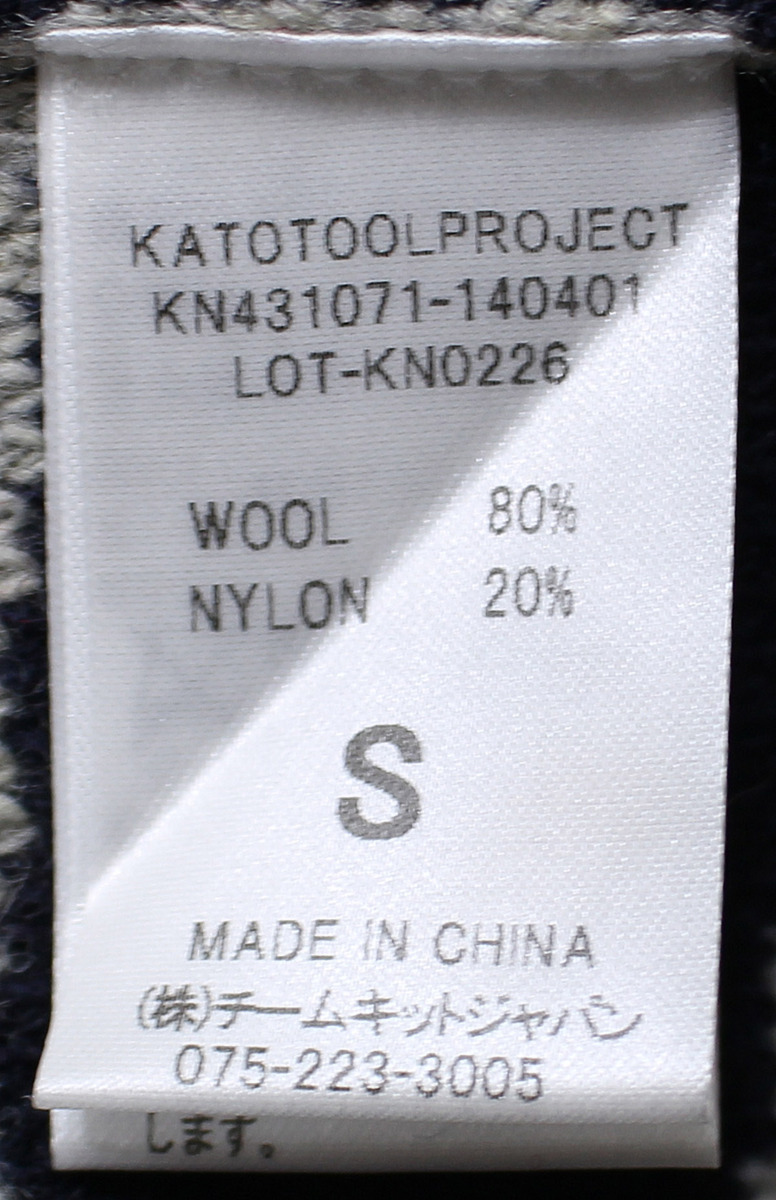 KATOTOOLPROJECT
KN431071-140401
LOT-KN0226
WOOL 80%
NYLON 20%
S
MADE IN CHINA
(株)チームキットジャパン
075-223-3005
します。